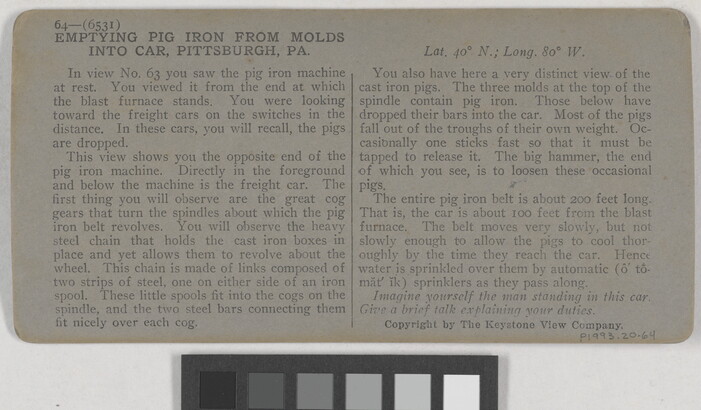 64—(6531)
EMPTYING PIG IRON FROM MOLDS
INTO CAR, PITTSBURGH, PA.
Lat. 40° N.; Long. 80° W.
In view No. 63 you saw the pig iron machine
at rest. You viewed it from the end at which
the blast furnace stands. You were looking
toward the freight cars on the switches in the
distance. In these cars, you will recall, the pigs
are dropped.
This view shows you the opposite end of the
pig iron machine. Directly in the foreground
and below the machine is the freight car. The
first thing you will observe are the great cog
gears that turn the spindles about which the pig
iron belt revolves. You will observe the heavy
steel chain that holds the cast iron boxes in
place and yet allows them to revolve about the
wheel. This chain is made of links composed of
two strips of steel, one on either side of an iron
spool. These little spools fit into the cogs on the
spindle, and the two steel bars connecting them
fit nicely over each cog.
You also have here a very distinct view of the
cast iron pigs. The three molds at the top of the
spindle contain pig iron. Those below have
dropped their bars into the car. Most of the pigs
fall out of the troughs of their own weight. Oc-
casionally one sticks fast so that it must be
tapped to release it. The big hammer, the end
of which you see, is to loosen these occasional
pigs.
The entire pig iron belt is about 200 feet long.
That is, the car is about 100 feet from the blast
furnace. The belt moves very slowly, but not
slowly enough to allow the pigs to cool thor-
oughly by the time they reach the car. Hence
water is sprinkled over them by automatic (ô´ tô-
măt´ ĭk) sprinklers as they pass along.
Imagine yourself the man standing in this car.
Give a brief talk explaining your duties.
Copyright by The Keystone View Company.
P1993.20-64